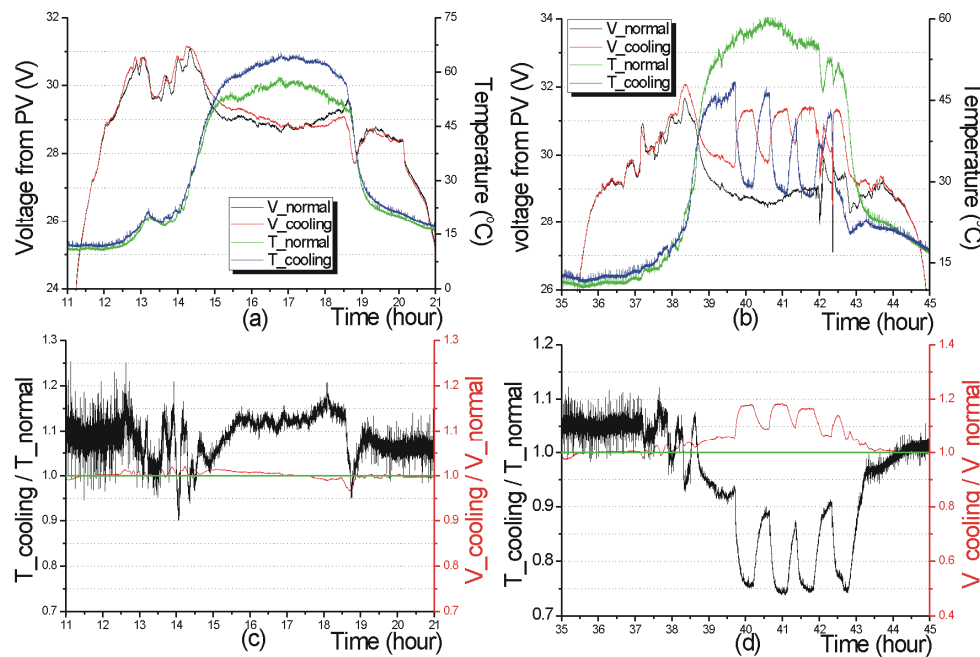 34
32
30
28
26
24
Voltage from PV (V)
75
60
45
30
15
0
Temperature (ºC)
V_normal
V_cooling
T_normal
T_cooling
11 12 13 14 15 16 17 18 19 20 21
(a)
Time (hour)
34
32
30
28
26
voltage from PV (V)
60
45
30
15
Temperature (ºC)
V_normal
V_cooling
T_normal
T_cooling
35 36 37 38 39 40 41 42 43 44 45
(b)
Time (hour)
1.3
1.2
1.1
1.0
0.9
0.8
0.7
T_cooling / T_normal
1.3
1.2
1.1
1.0
0.9
0.8
0.7
V_cooling / V_normal
11 12 13 14 15 16 17 18 19 20 21
(c)
Time (hour)
1.2
1.1
1.0
0.9
0.8
0.7
T_cooling / T_normal
1.4
1.2
1.0
0.8
0.6
0.4
V_cooling / V_normal
35 36 37 38 39 40 41 42 43 44 45
(d)
Time (hour)